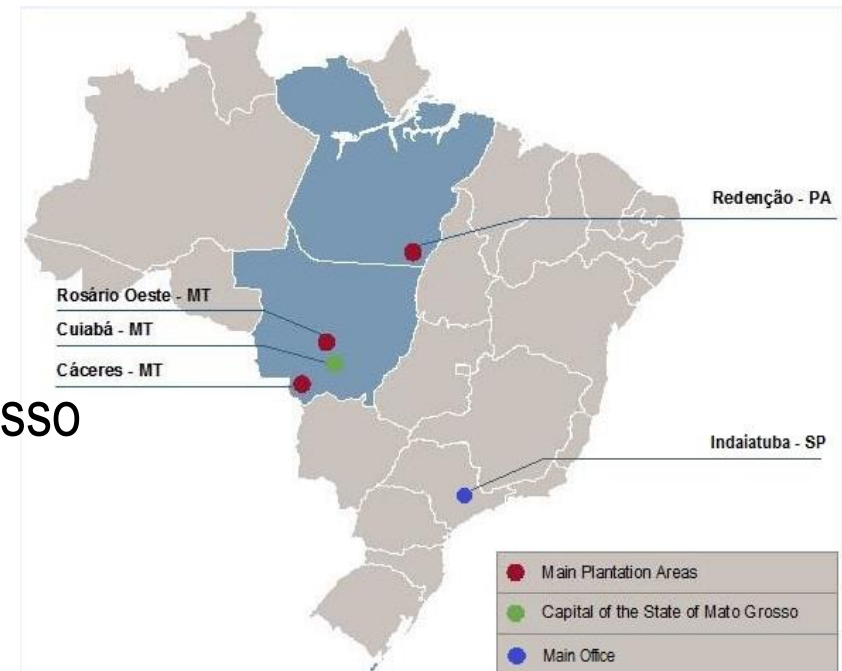 Redenção - PA
Rosário Oeste - MT
Cuiabá - MT
Cáceres - MT
SSO
Indaiatuba - SP
Main Plantation Areas
Capital of the State of Mato Grosso
Main Office